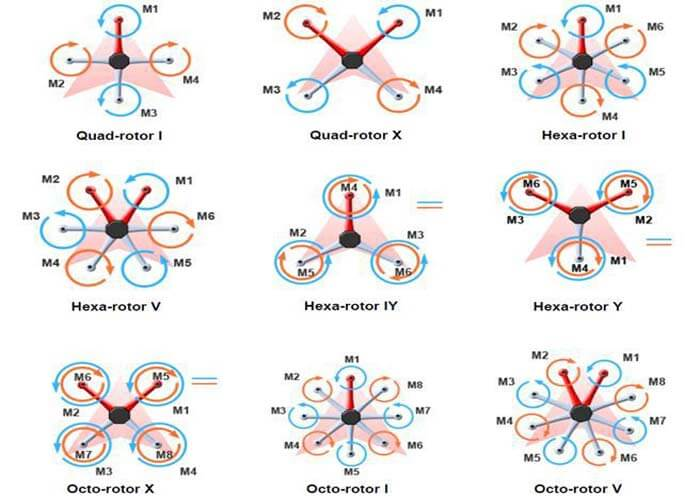 M1
M2
M4
M3
Quad-rotor I
M2
M1
M3
M4
Quad-rotor X
M1
M2
M6
M3
M5
M4
Hexa-rotor I
M2
M1
M3
M6
M4
M5
Hexa-rotor V
M4
M1
M2
M3
M5
M6
Hexa-rotor IY
M6
M5
M3
M2
M4
M1
Hexa-rotor Y
M6
M5
M2
M1
M7
M8
M3
M4
Octo-rotor X
M1
M2
M8
M3
M7
M4
M6
M5
Octo-rotor I
M2
M1
M3
M8
M4
M7
M5
M6
Octo-rotor V